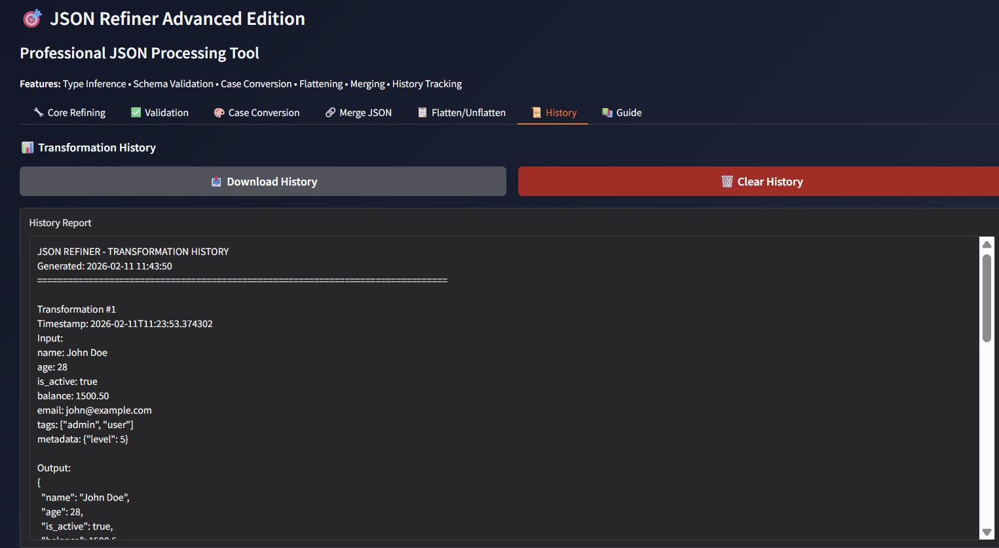 JSON Refiner Advanced Edition
Professional JSON Processing Tool
Features: Type Inference • Schema Validation • Case Conversion • Flattening • Merging • History Tracking
Core Refining
Validation
Case Conversion
Merge JSON
Flatten/Unflatten
History
Guide
Transformation History
Download History
Clear History
History Report
JSON REFINER - TRANSFORMATION HISTORY
Generated: 2026-02-11 11:43:50
================================================================================
Transformation #1
Timestamp: 2026-02-11T11:23:53.374302
Input:
name: John Doe
age: 28
is_active: true
balance: 1500.50
email: john@example.com
tags: ["admin", "user"]
metadata: {"level": 5}
Output:
{
"name": "John Doe",
"age": 28,
"is_active": true,
"balance": 1500.5